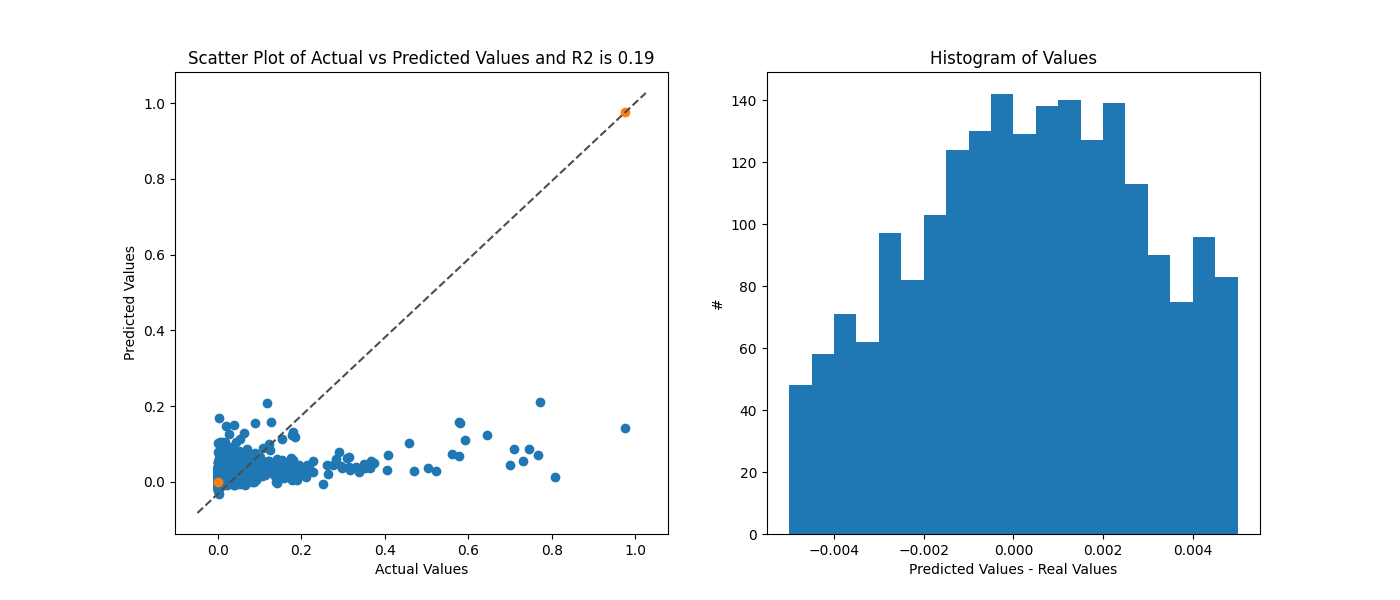 Scatter Plot of Actual vs Predicted Values and R2 is 0.19
1.0
0.8
0.6
0.4
0.2
0.0
Predicted Values
0.0 0.2 0.4 0.6 0.8 1.0
Actual Values
Histogram of Values
140
120
100
80
60
40
20
0
#
−0.004 −0.002 0.000 0.002 0.004
Predicted Values - Real Values